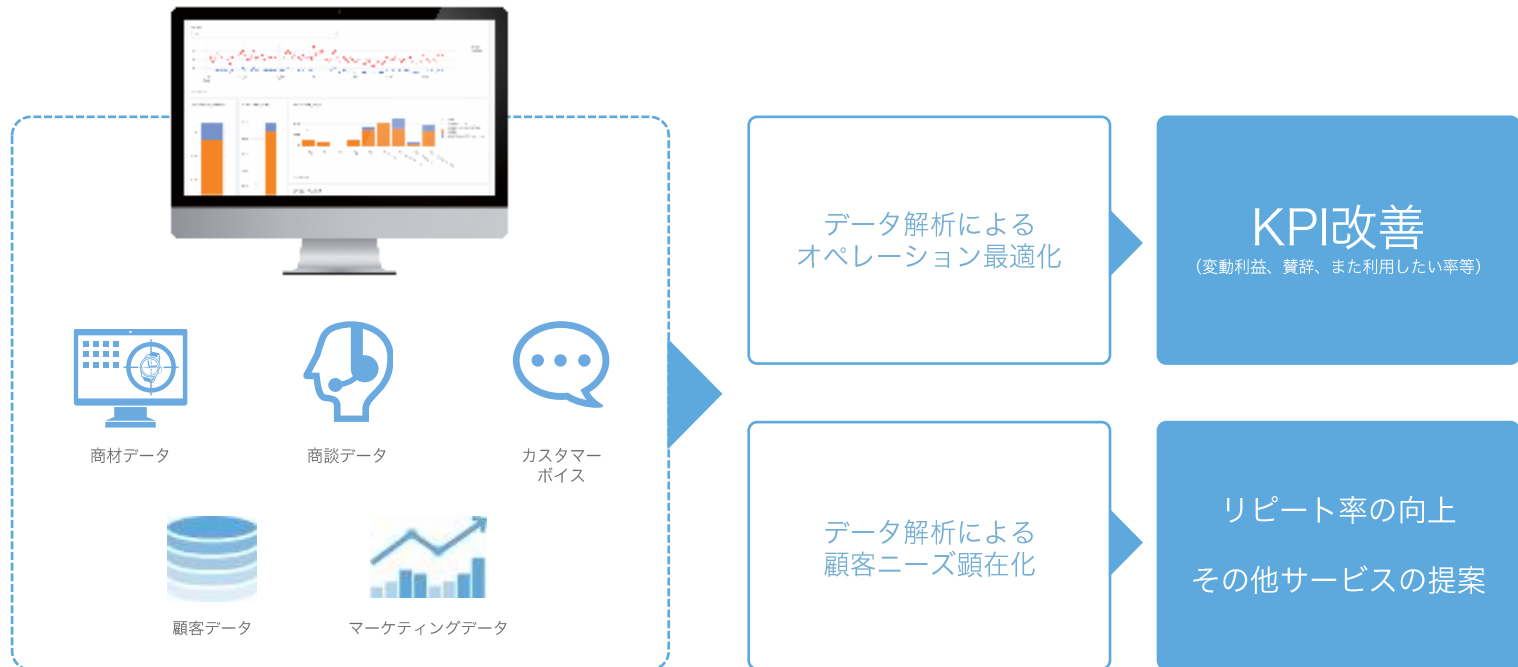 商材データ
商談データ
カスタマー
ボイス
顧客データ
マーケティングデータ
データ解析による
オペレーション最適化
KPI改善
（変動利益、賛辞、また利用したい率等）
データ解析による
顧客ニーズ顕在化
リピート率の向上
その他サービスの提案